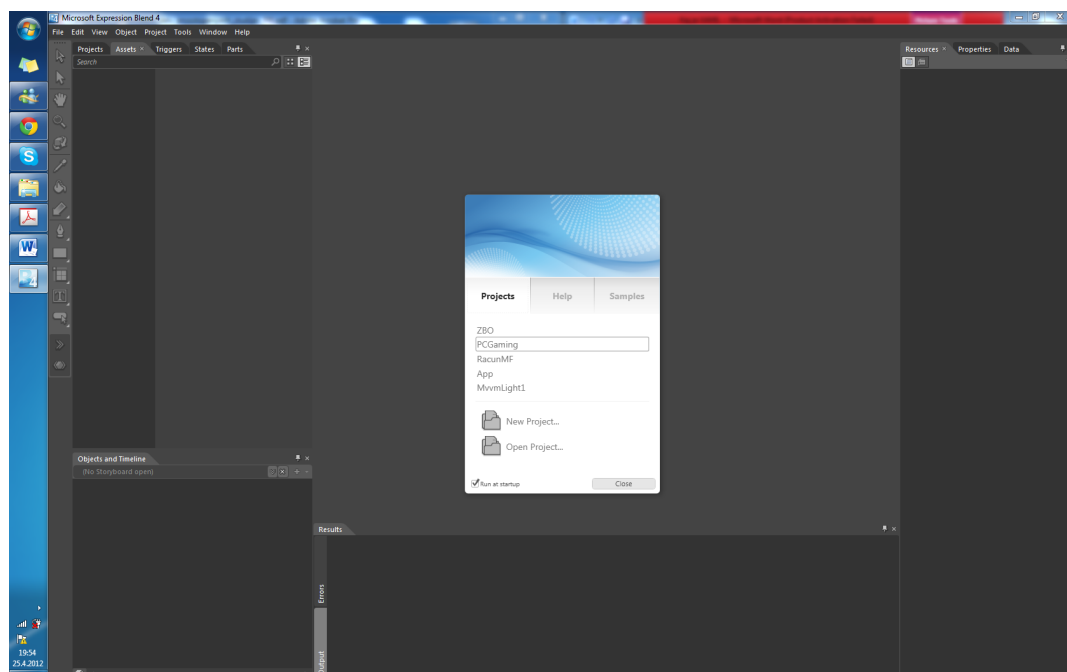 Microsoft Expression Blend 4
File Edit View Object Project Tools Window Help
Projects Assets × Triggers States Parts
Resources × Properties Data
Search
Projects Help Samples
ZBO
PCGaming
RacunMF
App
MvvmLight1
New Project...
Open Project...
Run at startup
Close
Objects and Timeline
(No Storyboard open)
Results
Errors
Output
19:54
25.4.2012